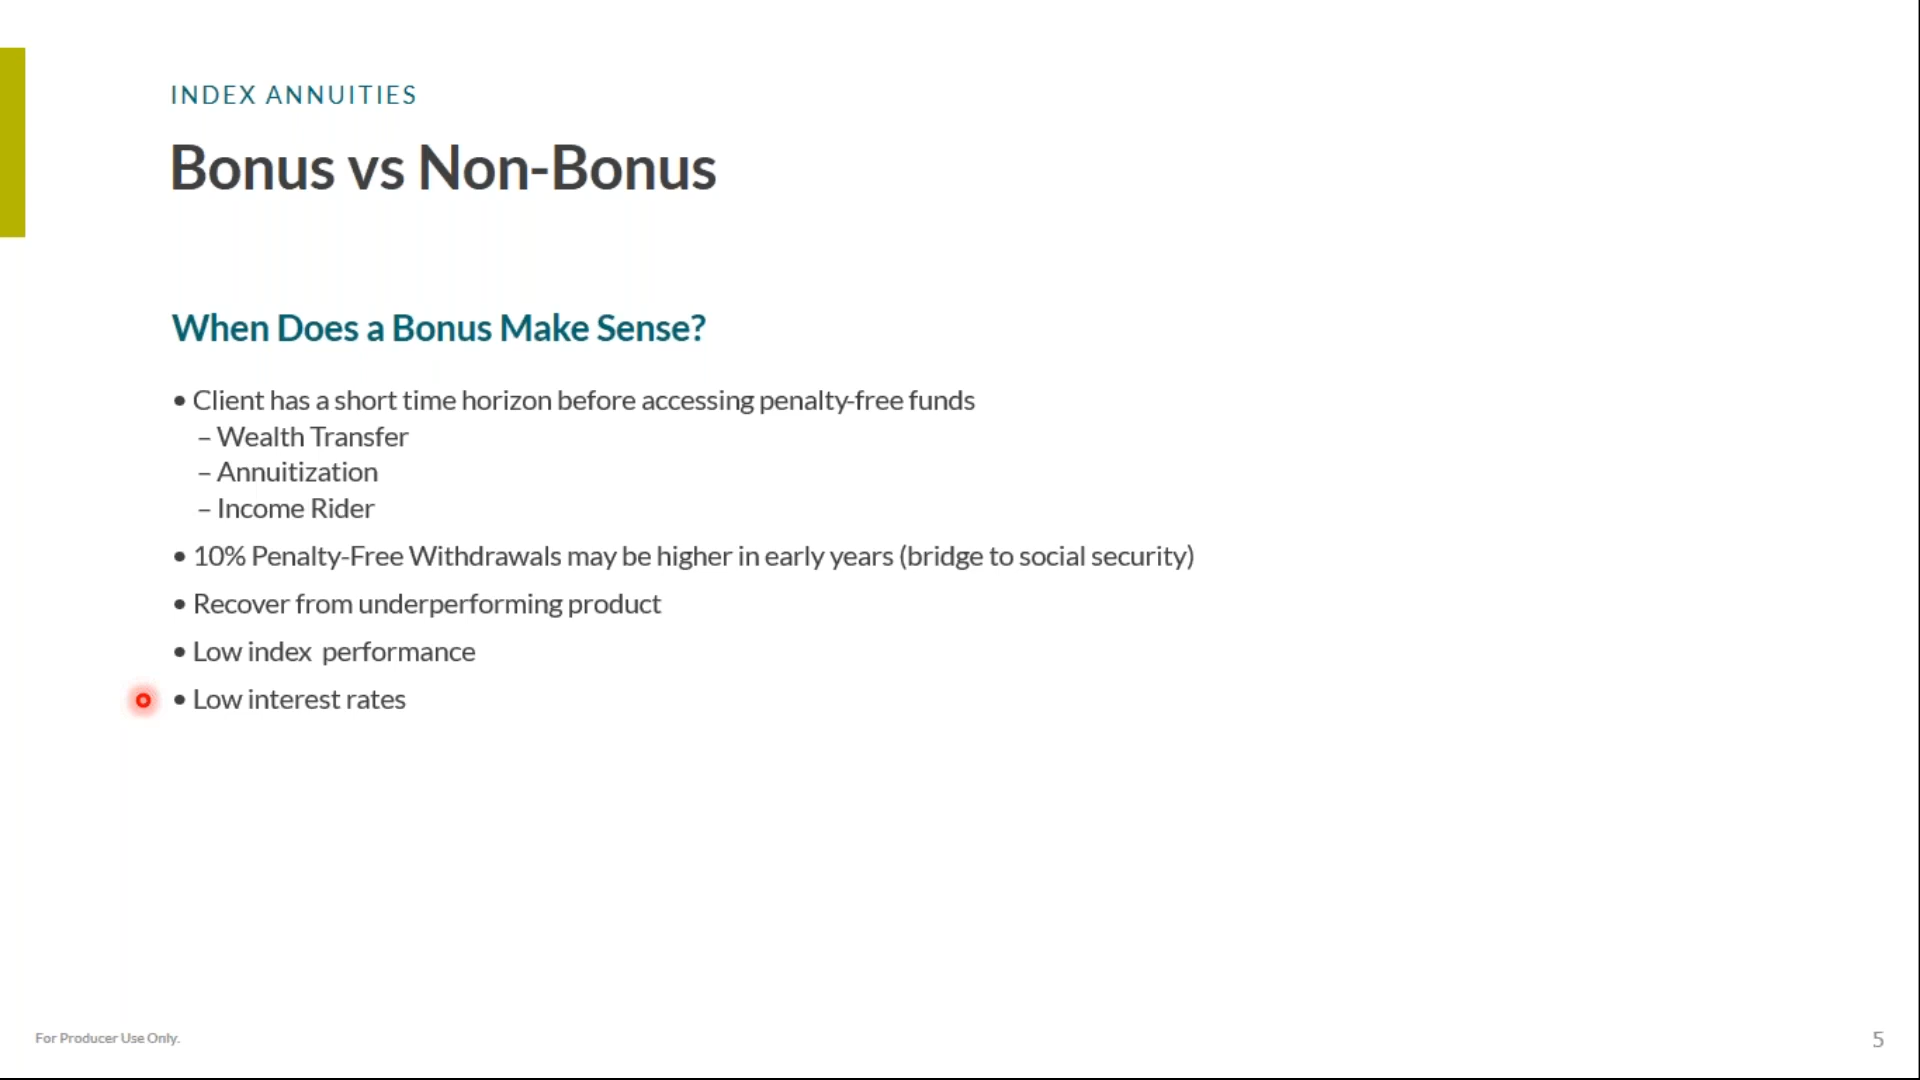 INDEX ANNUITIES
Bonus vs Non-Bonus
When Does a Bonus Make Sense?
• Client has a short time horizon before accessing penalty-free funds
– Wealth Transfer
– Annuitization
– Income Rider
• 10% Penalty-Free Withdrawals may be higher in early years (bridge to social security)
• Recover from underperforming product
• Low index  performance
• Low interest rates
For Producer Use Only.
5